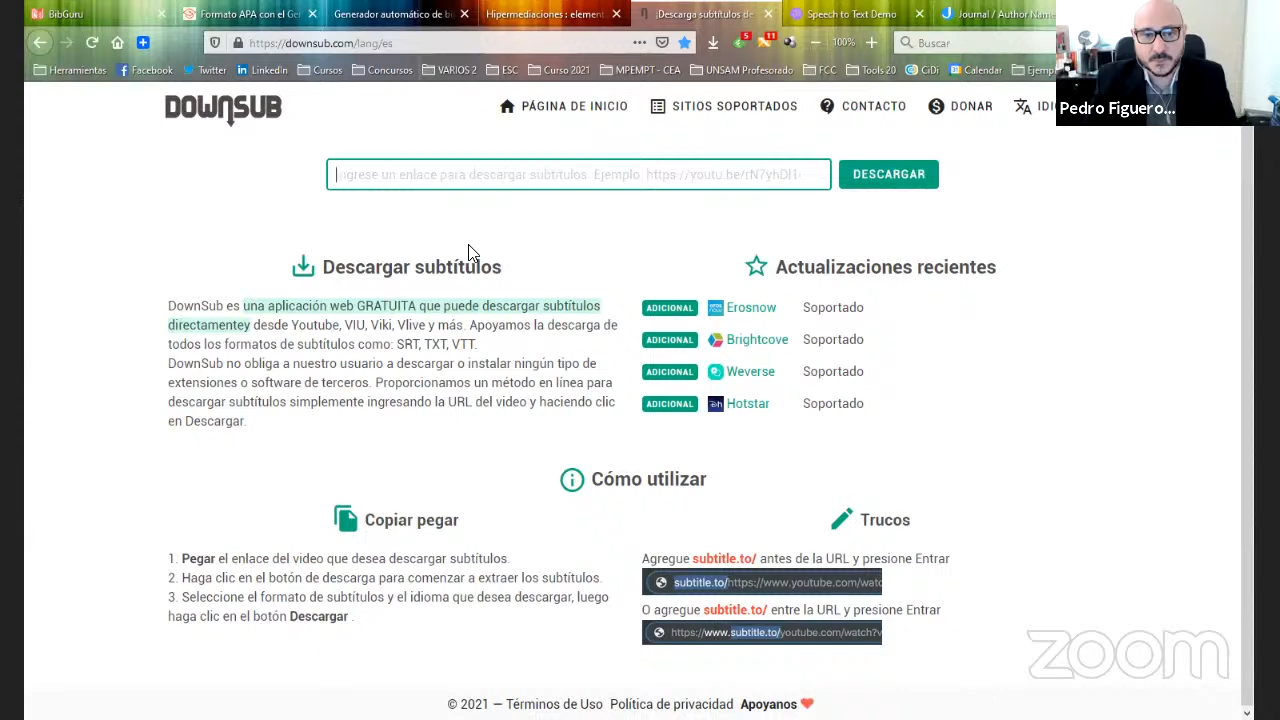 BibGuru
Formato APA con el Ge
Generador automático de bi
Hipermediaciones : element
¡Descarga subtítulos de
Speech to Text Demo
Journal / Author Name
https://downsub.com/lang/es
5
11
100%
Buscar
Herramientas
Facebook
Twitter
LinkedIn
Cursos
Concursos
VARIOS 2
ESC
Curso 2021
MPEMPT - CEA
UNSAM Profesorado
FCC
Tools 20
CiDi
Calendar
Ejemp
Pedro Figuero...
DOWNSUB
PÁGINA DE INICIO
SITIOS SOPORTADOS
CONTACTO
DONAR
IDI
Ingrese un enlace para descargar subtítulos. Ejemplo
DESCARGAR
Descargar subtítulos
DownSub es una aplicación web GRATUITA que puede descargar subtítulos
directamentey desde Youtube, VIU, Viki, Vlive y más. Apoyamos la descarga de
todos los formatos de subtítulos como: SRT, TXT, VTT.
DownSub no obliga a nuestro usuario a descargar o instalar ningún tipo de
extensiones o software de terceros. Proporcionamos un método en línea para
descargar subtítulos simplemente ingresando la URL del video y haciendo clic
en Descargar.
Actualizaciones recientes
ADICIONAL Erosnow Soportado
ADICIONAL Brightcove Soportado
ADICIONAL Weverse Soportado
ADICIONAL Hotstar Soportado
Cómo utilizar
Copiar pegar
1. Pegar el enlace del video que desea descargar subtítulos.
2. Haga clic en el botón de descarga para comenzar a extraer los subtítulos.
3. Seleccione el formato de subtítulos y el idioma que desea descargar, luego
haga clic en el botón Descargar .
Trucos
Agregue subtitle.to/ antes de la URL y presione Entrar
subtitle.to/https://www.youtube.com/watc
O agregue subtitle.to/ entre la URL y presione Entrar
https://www.subtitle.to/youtube.com/watch?v
© 2021 — Términos de Uso Política de privacidad Apoyanos
zoom